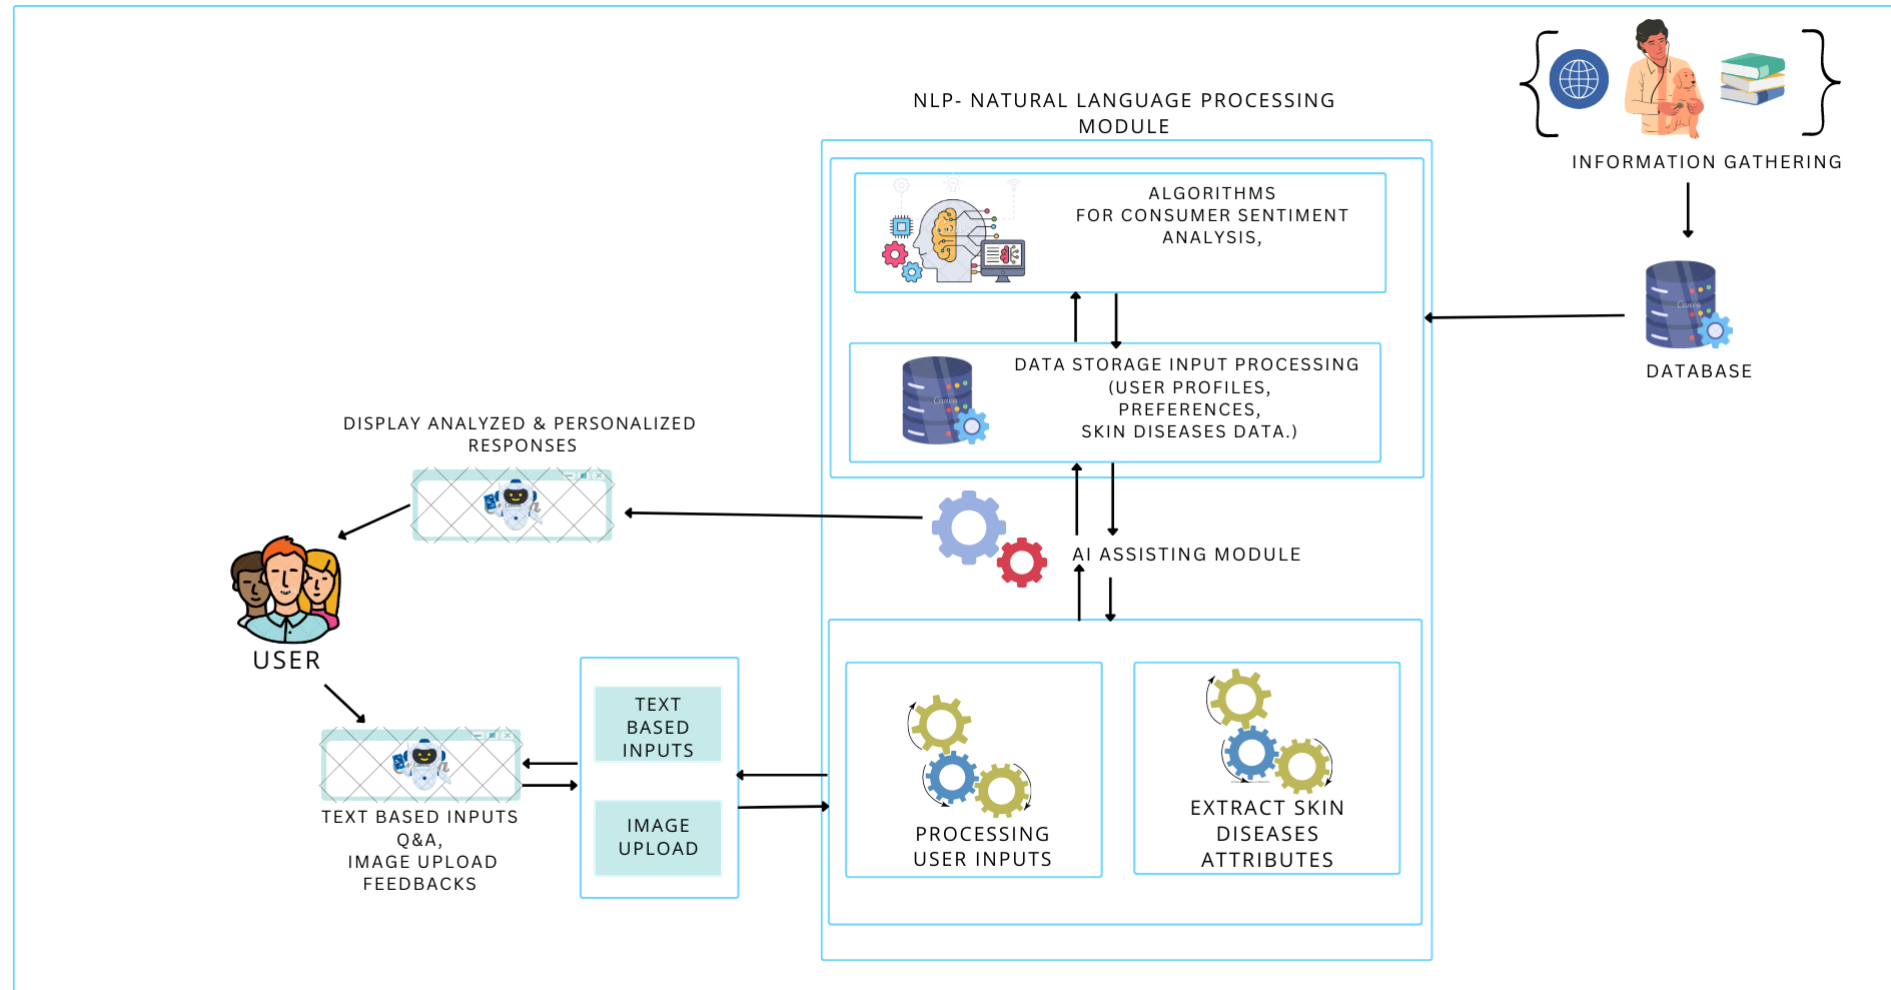 NLP- NATURAL LANGUAGE PROCESSING
MODULE
INFORMATION GATHERING
ALGORITHMS
FOR CONSUMER SENTIMENT
ANALYSIS,
Canva
DATABASE
DATA STORAGE INPUT PROCESSING
(USER PROFILES,
PREFERENCES,
SKIN DISEASES DATA.)
Canva
DISPLAY ANALYZED & PERSONALIZED
RESPONSES
AI ASSISTING MODULE
USER
TEXT
BASED
INPUTS
IMAGE
UPLOAD
TEXT BASED INPUTS
Q&A,
IMAGE UPLOAD
FEEDBACKS
PROCESSING
USER INPUTS
EXTRACT SKIN
DISEASES
ATTRIBUTES